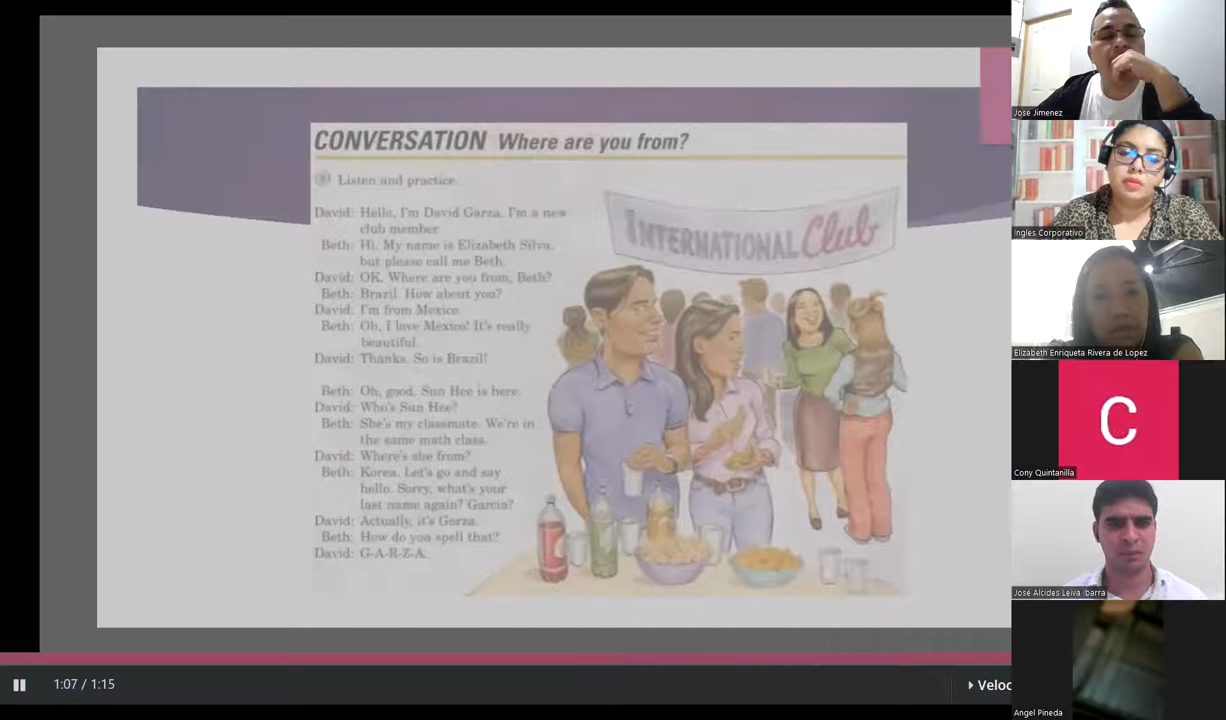 CONVERSATION Where are you from?
Listen and practice.
David: Hello, I'm David Garza. I'm a new
club member.
Beth: Hi. My name is Elizabeth Silva,
but please call me Beth.
David: OK. Where are you from, Beth?
Beth: Brazil. How about you?
David: I'm from Mexico.
Beth: Oh, I love Mexico! It's really
beautiful.
David: Thanks. So is Brazil!
Beth: Oh, good. Sun Hee is here.
David: Who's Sun Hee?
Beth: She's my classmate. We're in
the same math class.
David: Where's she from?
Beth: Korea. Let's go and say
hello. Sorry, what's your
last name again? Garcia?
David: Actually, it's Garza.
Beth: How do you spell that?
David: G-A-R-Z-A.
INTERNATIONAL Club
1:07 / 1:15
Veloc
José Jimenez
Ingles Corporativo
Elizabeth Enriqueta Rivera de Lopez
C
Cony Quintanilla
José Alcides Leiva Ibarra
Angel Pineda